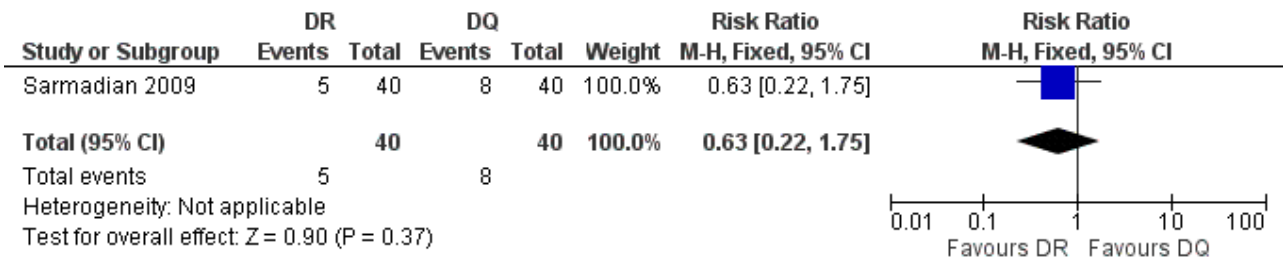 DR DQ Risk Ratio Risk Ratio
Study or Subgroup Events Total Events Total Weight M-H, Fixed, 95% CI M-H, Fixed, 95% CI
Sarmadian 2009 5 40 8 40 100.0% 0.63 [0.22, 1.75]
Total (95% CI) 40 40 100.0% 0.63 [0.22, 1.75]
Total events 5 8
Heterogeneity: Not applicable
Test for overall effect: Z = 0.90 (P = 0.37)
0.01 0.1 1 10 100
Favours DR Favours DQ